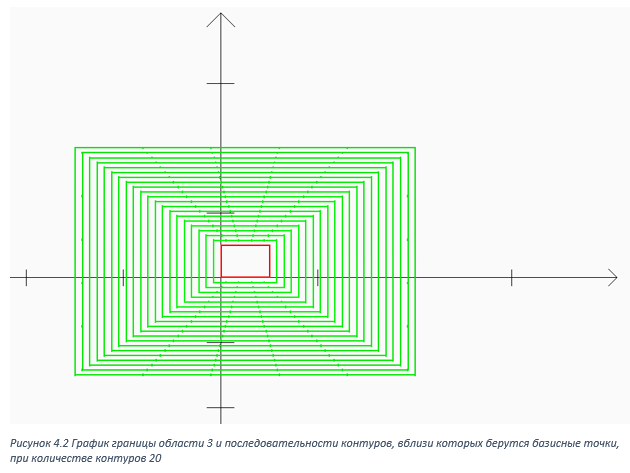 Рисунок 4.2 График границы области 3 и последовательности контуров, вблизи которых берутся базисные точки,
при количестве контуров 20